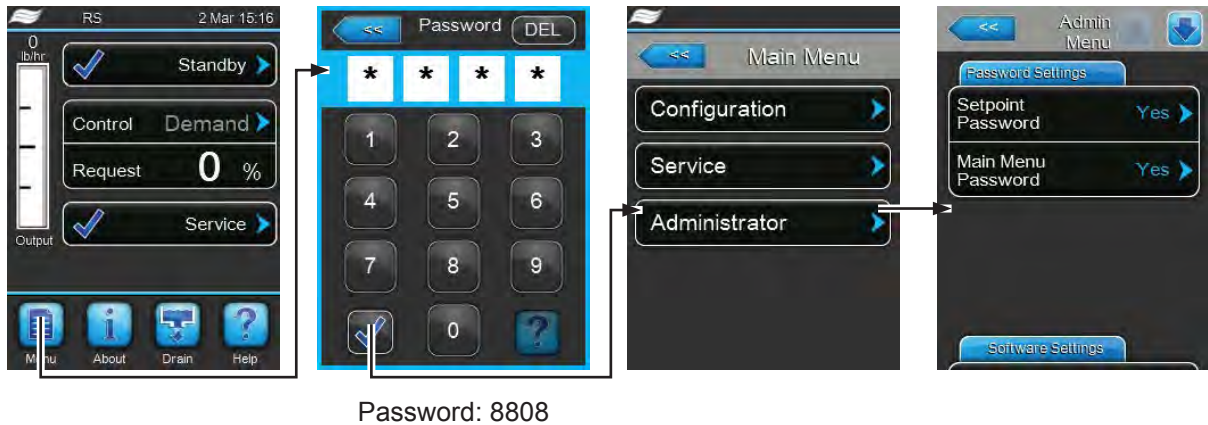 RS 2 Mar 15:16
0
lb/hr
Standby
Control Demand
Request 0 %
Service
Output
Menu About Drain Help
<< Password DEL
* * * *
1 2 3
4 5 6
7 8 9
0 ?
Password: 8808
<< Main Menu
Configuration
Service
Administrator
<< Admin
Menu
Password Settings
Setpoint
Password Yes
Main Menu
Password Yes
Software Settings